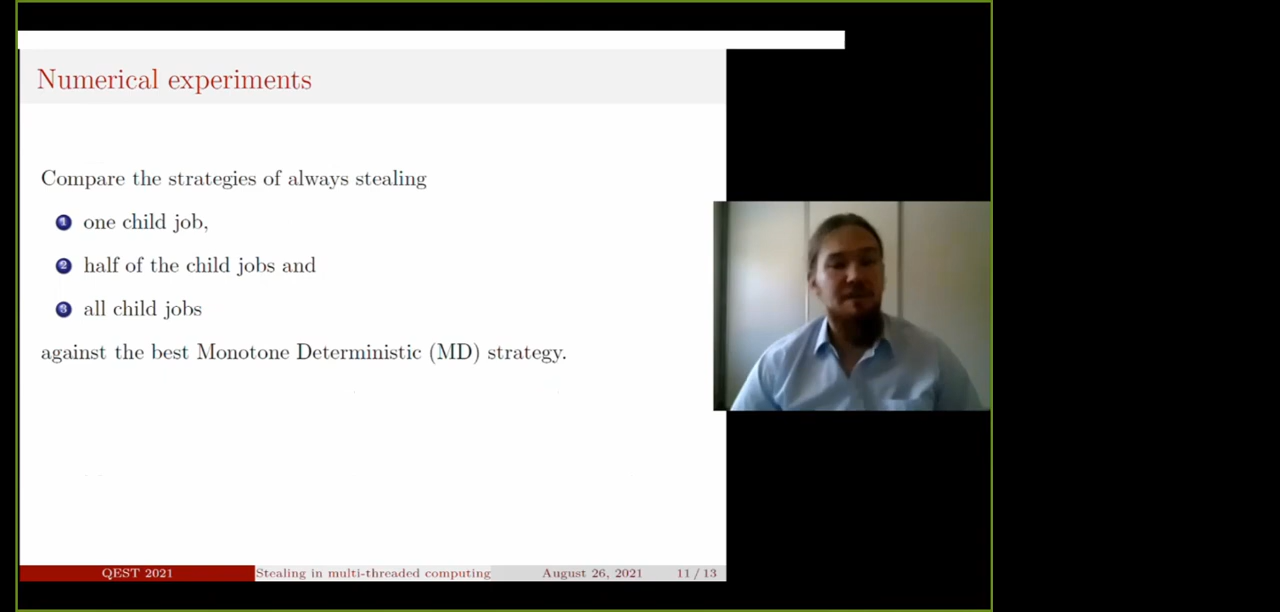 Numerical experiments
Compare the strategies of always stealing
1 one child job,
2 half of the child jobs and
3 all child jobs
against the best Monotone Deterministic (MD) strategy.
QEST 2021 Stealing in multi-threaded computing August 26, 2021 11 / 13